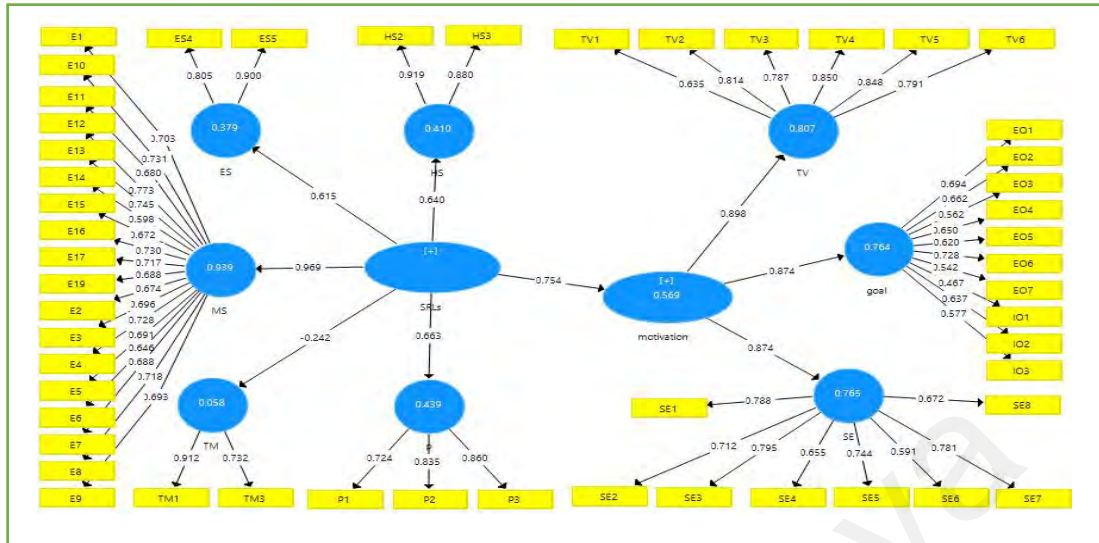 E1
E10
E11
E12
E13
E14
E15
E16
E17
E19
E2
E3
E4
E5
E6
E7
E8
E9
0.703
0.731
0.680
0.773
0.745
0.598
0.672
0.730
0.717
0.688
0.674
0.696
0.728
0.691
0.646
0.688
0.718
0.693
0.939
MS
ES4 ES5
0.805 0.900
0.379
ES
HS2 HS3
0.919 0.880
0.410
HS
0.615
0.640
0.969
[+]
SRLs
-0.242
0.663
0.754
0.058
TM
0.912 0.732
TM1 TM3
0.439
P
0.724 0.835 0.860
P1 P2 P3
TV1 TV2 TV3 TV4 TV5 TV6
0.635 0.814 0.787 0.850 0.848 0.791
0.807
TV
0.898
[+]
0.569
motivation
0.874
0.874
0.764
goal
0.694
0.662
0.562
0.650
0.620
0.728
0.542
0.467
0.637
0.577
EO1
EO2
EO3
EO4
EO5
EO6
EO7
IO1
IO2
IO3
0.765
SE
0.788 0.672
SE1 SE8
0.712 0.795 0.655 0.744 0.591 0.781
SE2 SE3 SE4 SE5 SE6 SE7
ya